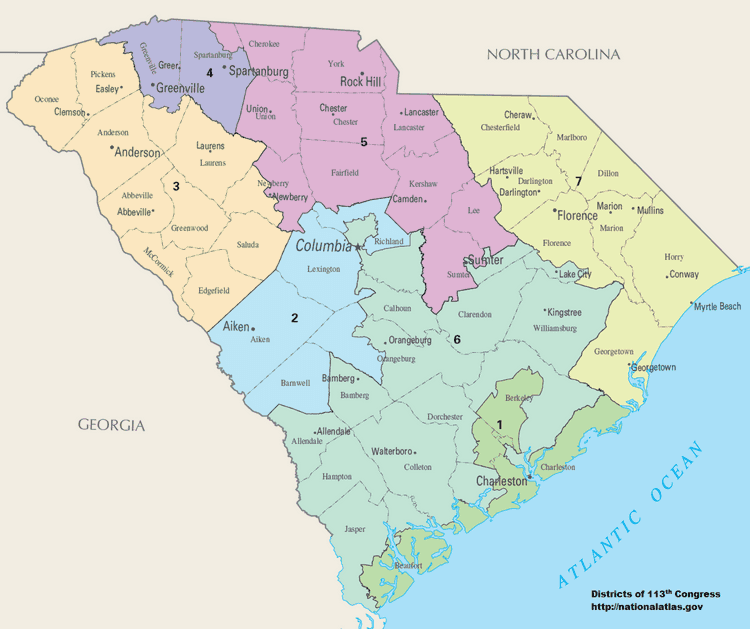 NORTH CAROLINA
Cherokee
Greenville
Spartanburg
York
Greer
4
Spartanburg
Rock Hill
Pickens
Easley
Greenville
Oconee
Clemson
Union
Union
Chester
Chester
Lancaster
Lancaster
Cheraw
Chesterfield
Marlboro
Anderson
Anderson
Laurens
Laurens
5
Fairfield
Kershaw
Hartsville
Darlington
Darlington
7
Dillon
3
Newberry
Newberry
Camden
Lee
Abbeville
Abbeville
Greenwood
Florence
Marion
Marion
Mullins
Saluda
Columbia
Richland
Florence
McCormick
Lexington
Sumter
Sumter
Horry
Conway
Lake City
Edgefield
Myrtle Beach
2
Calhoun
Clarendon
Kingstree
Williamsburg
Aiken
Aiken
Orangeburg
Orangeburg
6
Georgetown
Georgetown
Barnwell
Bamberg
Bamberg
Berkeley
GEORGIA
Dorchester
1
Allendale
Allendale
Walterboro
Colleton
Charleston
Charleston
Hampton
Jasper
Beaufort
ATLANTIC OCEAN
Districts of 113th Congress
http://nationalatlas.gov